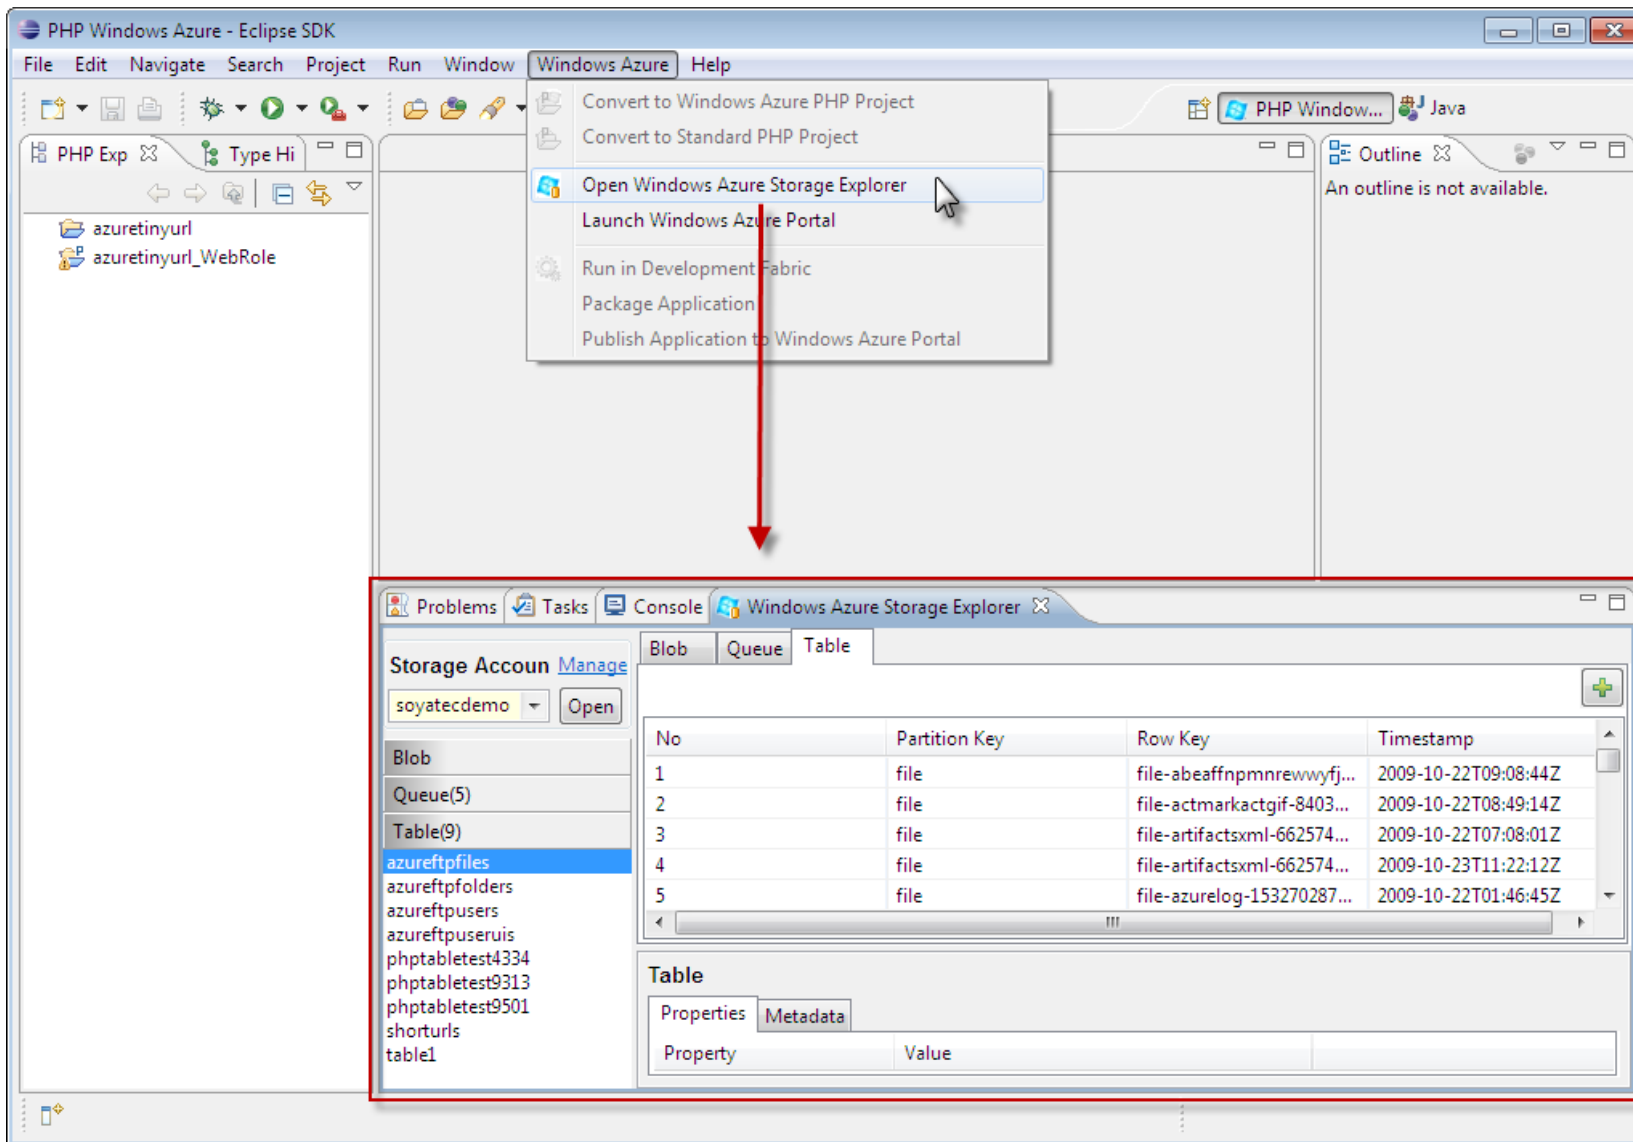 PHP Windows Azure - Eclipse SDK
File Edit Navigate Search Project Run Window Windows Azure Help
Convert to Windows Azure PHP Project
Convert to Standard PHP Project
Open Windows Azure Storage Explorer
Launch Windows Azure Portal
Run in Development Fabric
Package Application
Publish Application to Windows Azure Portal
PHP Window... Java
PHP Exp Type Hi
azuretinyurl
azuretinyurl_WebRole
Outline
An outline is not available.
Problems Tasks Console Windows Azure Storage Explorer
Storage Accoun Manage
soyatecdemo Open
Blob
Queue(5)
Table(9)
azureftpfiles
azureftpfolders
azureftpusers
azureftpuseruis
phptabletest4334
phptabletest9313
phptabletest9501
shorturls
table1
Blob Queue Table
No Partition Key Row Key Timestamp
1 file file-abeaffnpmnrewwyfj... 2009-10-22T09:08:44Z
2 file file-actmarkactgif-8403... 2009-10-22T08:49:14Z
3 file file-artifactsxml-662574... 2009-10-22T07:08:01Z
4 file file-artifactsxml-662574... 2009-10-23T11:22:12Z
5 file file-azurelog-153270287... 2009-10-22T01:46:45Z
Table
Properties Metadata
Property Value